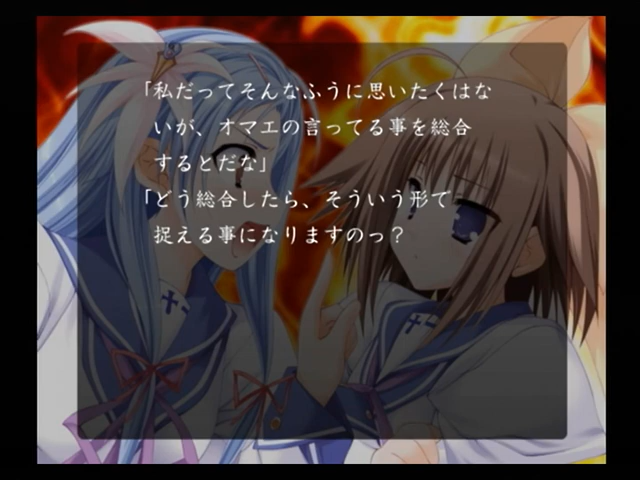 「私だってそんなふうに思いたくはな
いが、オマエの言ってる事を総合
するとだな」
「どう総合したら、そういう形で
捉える事になりますのっ？